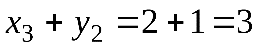 x₃ + y₂ = 2 + 1 = 3